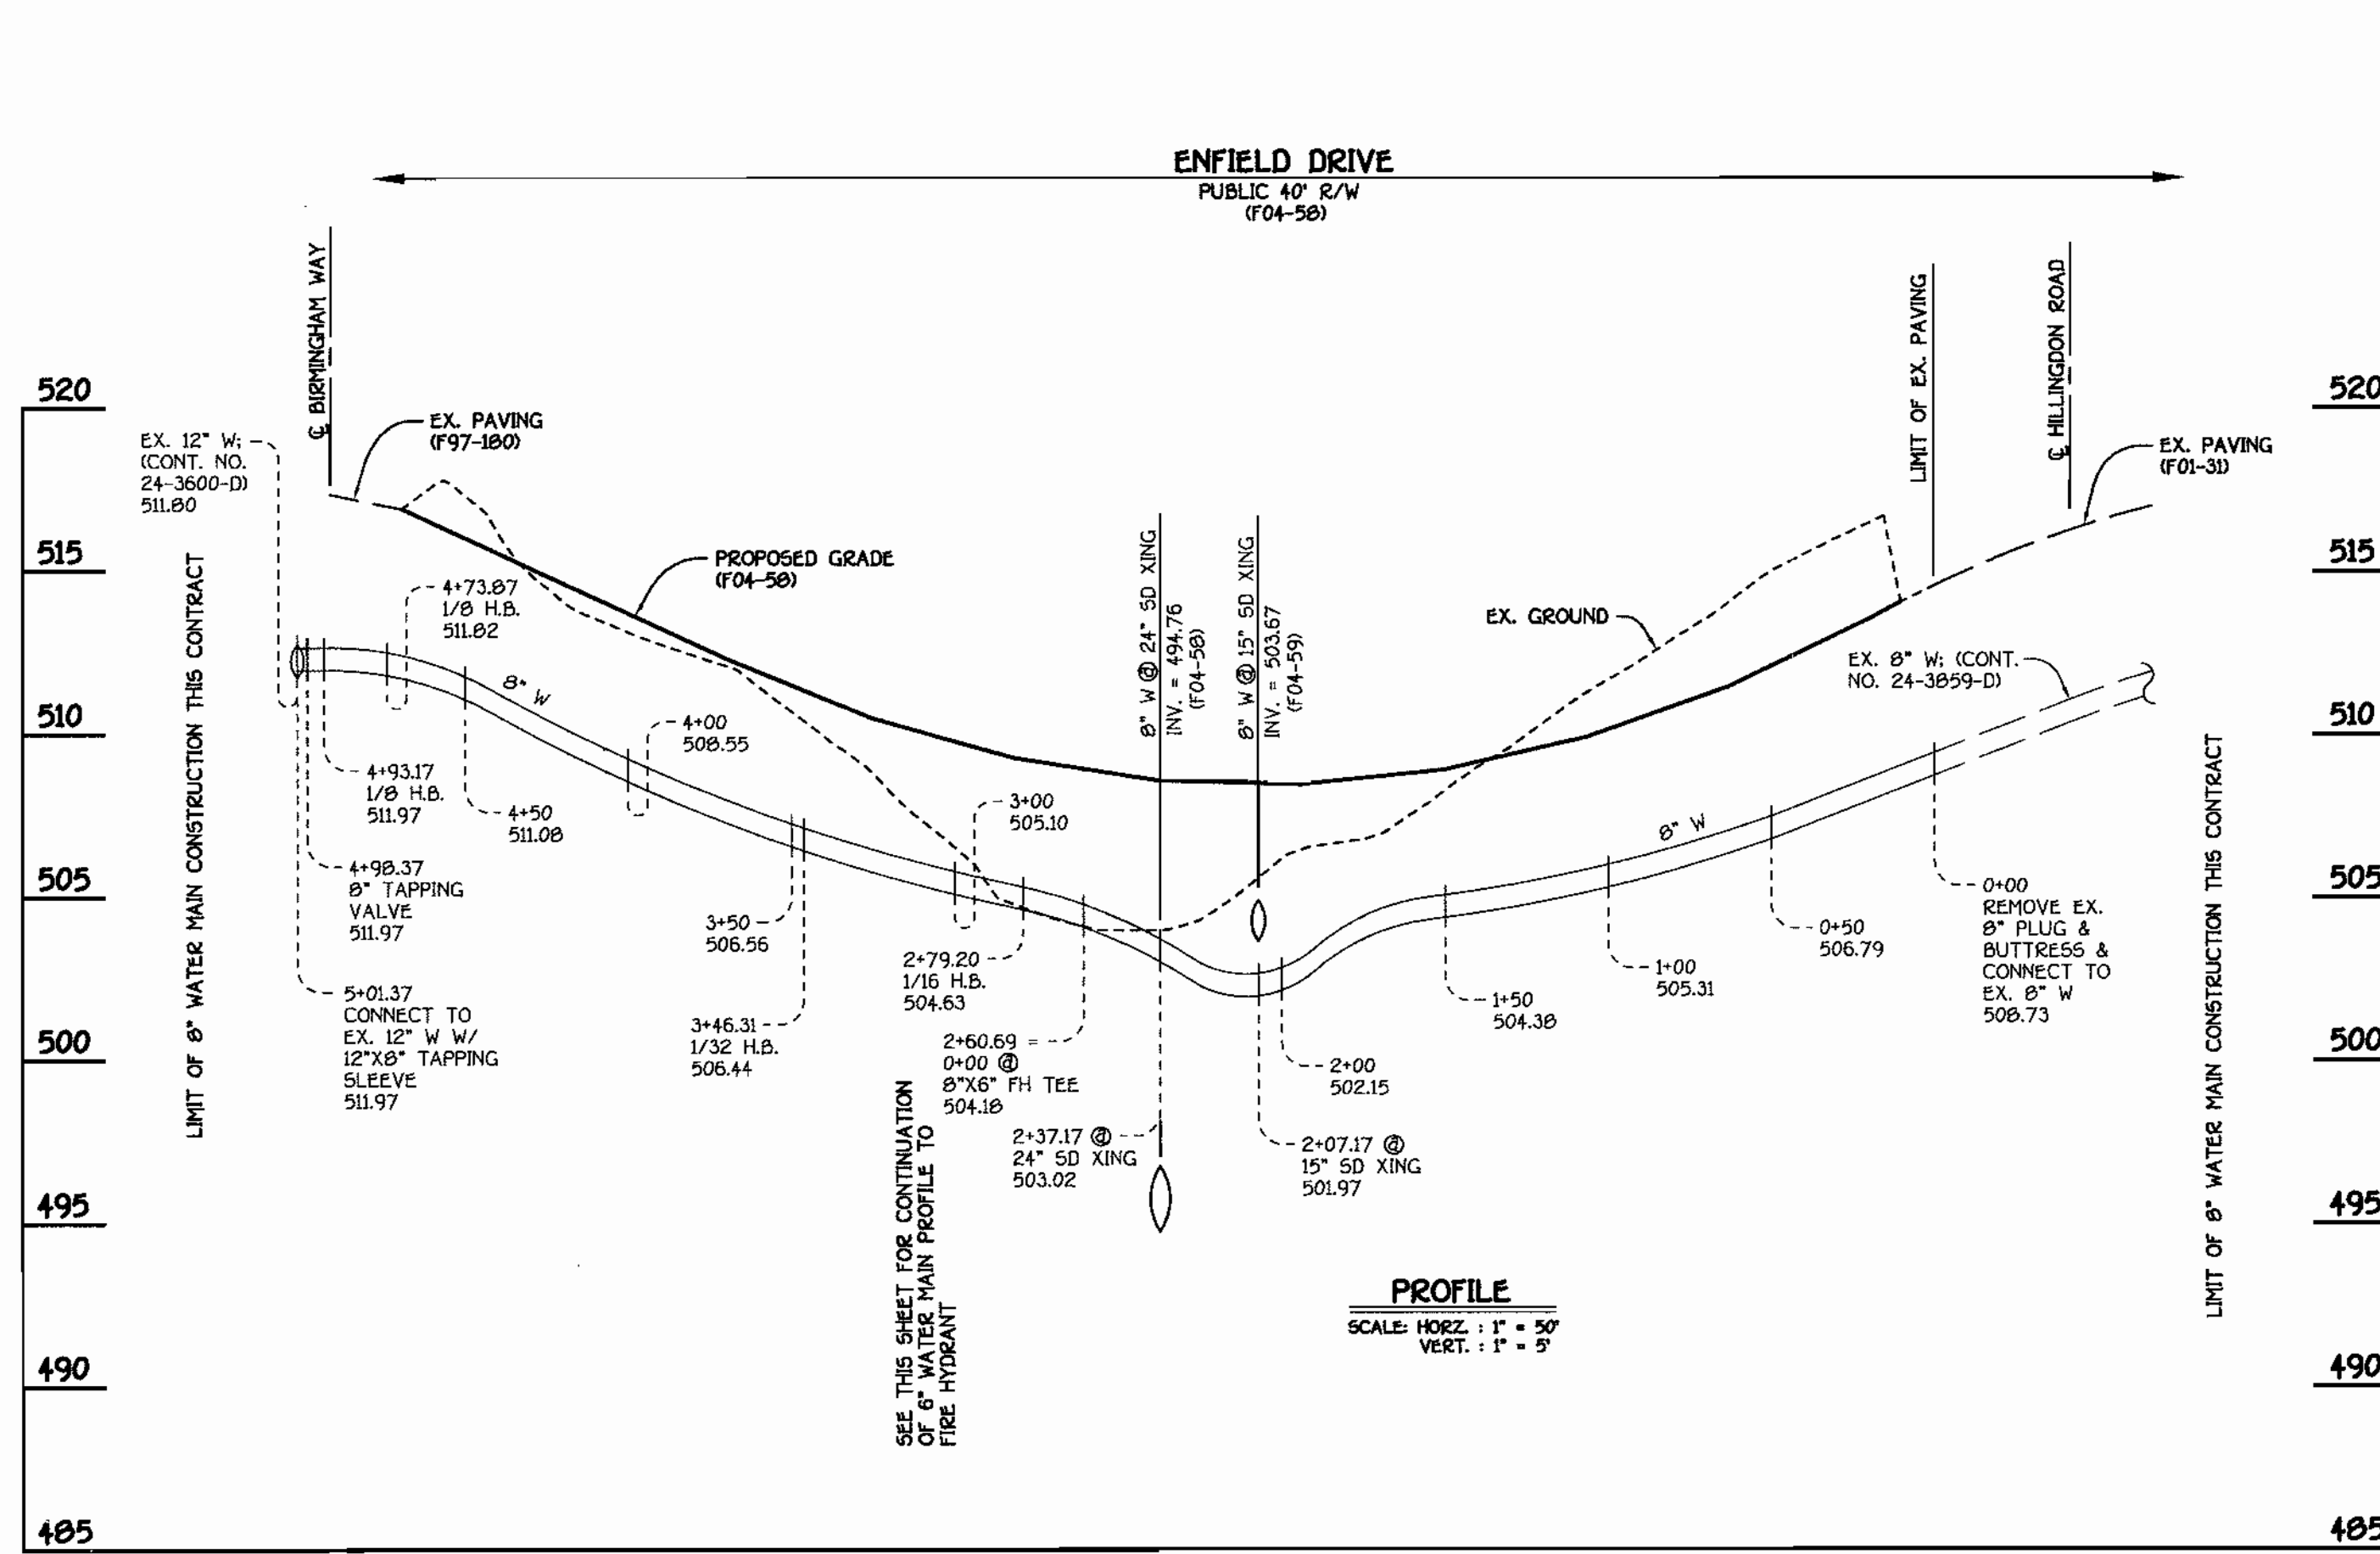 ENFIELD DRIVE
PUBLIC 40' R/W
(F04-58)
℄ BIRMINGHAM WAY
LIMIT OF EX. PAVING
℄ HILLINGDON ROAD
520
515
510
505
500
495
490
485
520
515
510
505
500
495
490
485
EX. 12" W;
(CONT. NO.
24-3600-D)
511.80
EX. PAVING
(F97-180)
LIMIT OF 8" WATER MAIN CONSTRUCTION THIS CONTRACT
4+73.87
1/8 H.B.
511.82
PROPOSED GRADE
(F04-58)
8" W
4+00
508.55
4+93.17
1/8 H.B.
511.97
4+50
511.08
4+98.37
8" TAPPING
VALVE
511.97
5+01.37
CONNECT TO
EX. 12" W W/
12"X8" TAPPING
SLEEVE
511.97
3+50
506.56
3+46.31
1/32 H.B.
506.44
3+00
505.10
2+79.20
1/16 H.B.
504.63
2+60.69 =
0+00 @
8"X6" FH TEE
504.18
SEE THIS SHEET FOR CONTINUATION
OF 6" WATER MAIN PROFILE TO
FIRE HYDRANT
2+37.17 @
24" SD XING
503.02
8" W @ 24" SD XING
INV. = 494.76
(F04-58)
8" W @ 15" SD XING
INV. = 503.67
(F04-59)
2+07.17 @
15" SD XING
501.97
2+00
502.15
1+50
504.38
1+00
505.31
0+50
506.79
8" W
EX. GROUND
EX. 8" W; (CONT.
NO. 24-3859-D)
EX. PAVING
(F01-31)
0+00
REMOVE EX.
8" PLUG &
BUTTRESS &
CONNECT TO
EX. 8" W
508.73
LIMIT OF 8" WATER MAIN CONSTRUCTION THIS CONTRACT
PROFILE
SCALE: HORZ. : 1" = 50'
VERT. : 1" = 5'